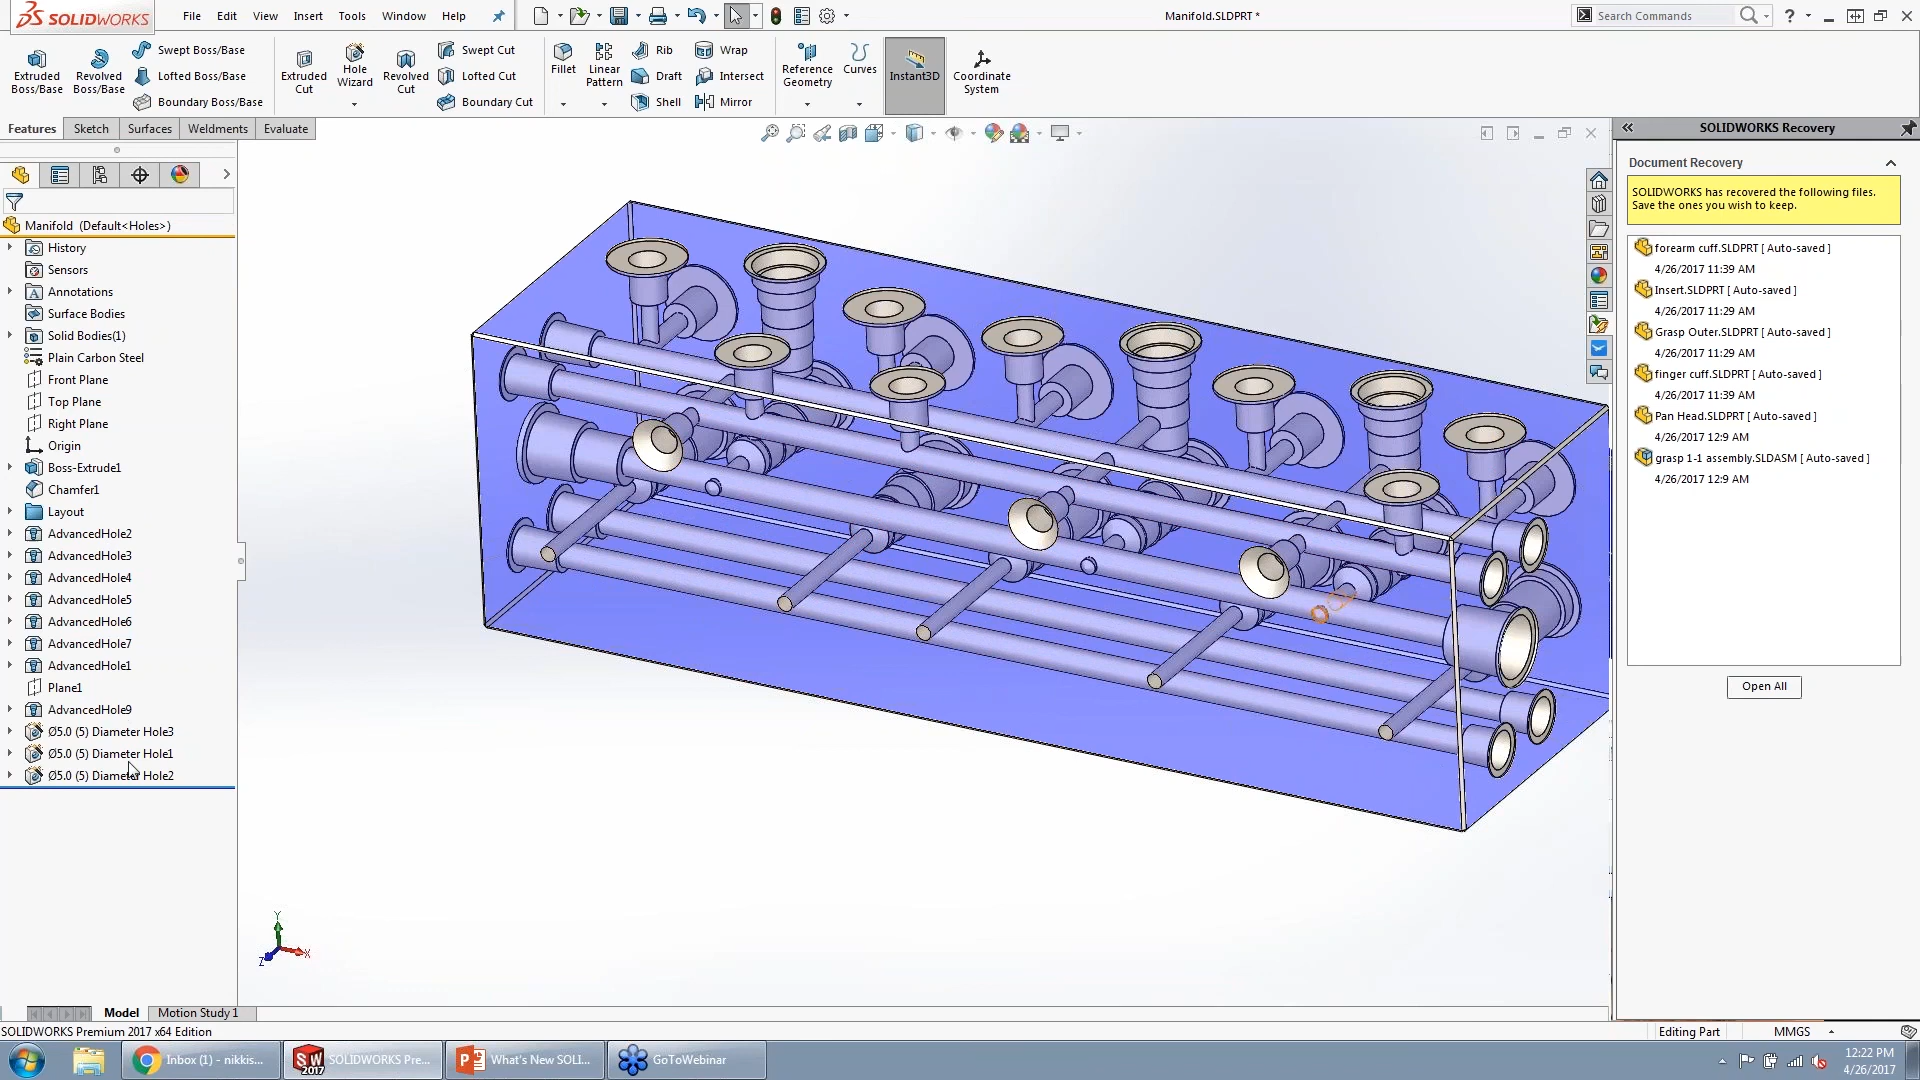 SOLIDWORKS
File Edit View Insert Tools Window Help
Manifold.SLDPRT *
Search Commands
?
Extruded Boss/Base
Revolved Boss/Base
Swept Boss/Base
Lofted Boss/Base
Boundary Boss/Base
Extruded Cut
Hole Wizard
Revolved Cut
Swept Cut
Lofted Cut
Boundary Cut
Fillet
Linear Pattern
Rib
Draft
Shell
Wrap
Intersect
Mirror
Reference Geometry
Curves
Instant3D
Coordinate System
Features Sketch Surfaces Weldments Evaluate
Manifold (Default<Holes>)
History
Sensors
Annotations
Surface Bodies
Solid Bodies(1)
Plain Carbon Steel
Front Plane
Top Plane
Right Plane
Origin
Boss-Extrude1
Chamfer1
Layout
AdvancedHole2
AdvancedHole3
AdvancedHole4
AdvancedHole5
AdvancedHole6
AdvancedHole7
AdvancedHole1
Plane1
AdvancedHole9
Ø5.0 (5) Diameter Hole3
Ø5.0 (5) Diameter Hole1
Ø5.0 (5) Diameter Hole2
Y
X
Z
SOLIDWORKS Recovery
Document Recovery
SOLIDWORKS has recovered the following files.
Save the ones you wish to keep.
forearm cuff.SLDPRT [ Auto-saved ]
4/26/2017 11:39 AM
Insert.SLDPRT [ Auto-saved ]
4/26/2017 11:29 AM
Grasp Outer.SLDPRT [ Auto-saved ]
4/26/2017 11:29 AM
finger cuff.SLDPRT [ Auto-saved ]
4/26/2017 11:39 AM
Pan Head.SLDPRT [ Auto-saved ]
4/26/2017 12:9 AM
grasp 1-1 assembly.SLDASM [ Auto-saved ]
4/26/2017 12:9 AM
Open All
Model Motion Study 1
SOLIDWORKS Premium 2017 x64 Edition
Editing Part MMGS
Inbox (1) - nikkis...
SW 2017
SOLIDWORKS Pre...
What's New SOLI...
GoToWebinar
12:22 PM
4/26/2017